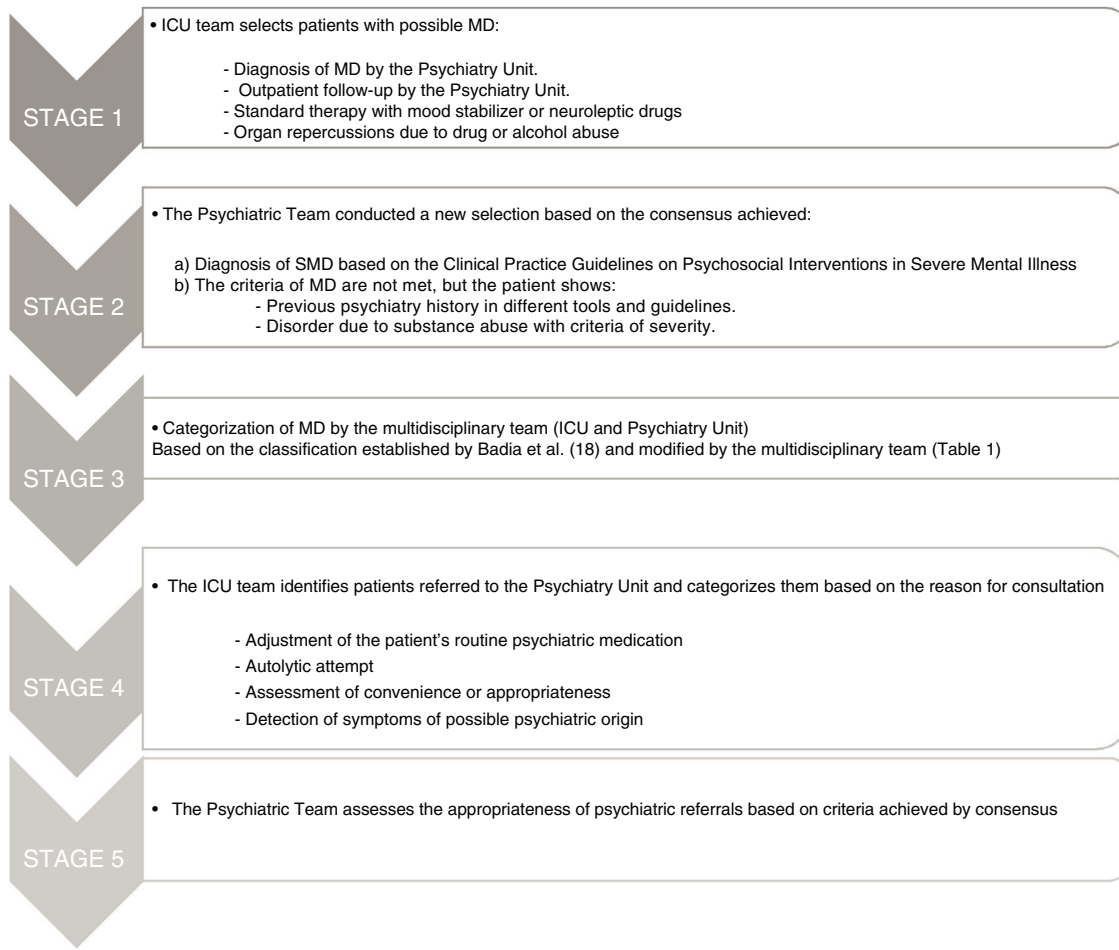 STAGE 1
• ICU team selects patients with possible MD:
- Diagnosis of MD by the Psychiatry Unit.
- Outpatient follow-up by the Psychiatry Unit.
- Standard therapy with mood stabilizer or neuroleptic drugs
- Organ repercussions due to drug or alcohol abuse
STAGE 2
• The Psychiatric Team conducted a new selection based on the consensus achieved:
a) Diagnosis of SMD based on the Clinical Practice Guidelines on Psychosocial Interventions in Severe Mental Illness
b) The criteria of MD are not met, but the patient shows:
- Previous psychiatry history in different tools and guidelines.
- Disorder due to substance abuse with criteria of severity.
STAGE 3
• Categorization of MD by the multidisciplinary team (ICU and Psychiatry Unit)
Based on the classification established by Badia et al. (18) and modified by the multidisciplinary team (Table 1)
STAGE 4
• The ICU team identifies patients referred to the Psychiatry Unit and categorizes them based on the reason for consultation
- Adjustment of the patient's routine psychiatric medication
- Autolytic attempt
- Assessment of convenience or appropriateness
- Detection of symptoms of possible psychiatric origin
STAGE 5
• The Psychiatric Team assesses the appropriateness of psychiatric referrals based on criteria achieved by consensus